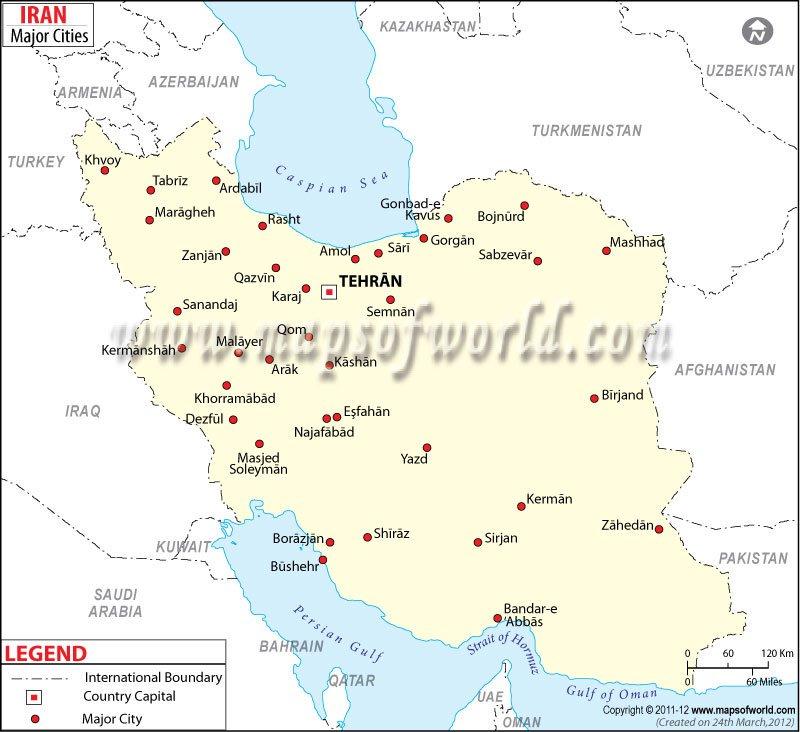 IRAN
Major Cities
KAZAKHSTAN
N
UZBEKISTAN
ARMENIA
AZERBAIJAN
TURKMENISTAN
TURKEY
Khvoy
Caspian Sea
Tabrīz
Ardabīl
Marāgheh
Rasht
Gonbad-e
Kavūs
Bojnūrd
Gorgān
Zanjān
Amol
Sārī
Sabzevār
Mashhad
Qazvīn
TEHRĀN
Karaj
Sanandaj
Semnān
Qom
www.mapsofworld.com
Kermānshāh
Malāyer
Arāk
Kāshān
AFGHANISTAN
Khorramābād
Bīrjand
IRAQ
Dezfūl
Eşfahān
Najafābād
Masjed
Soleymān
Yazd
Kermān
Zāhedān
KUWAIT
Borāzjān
Shīrāz
Sirjan
PAKISTAN
Būshehr
SAUDI
ARABIA
Bandar-e
'Abbās
Persian Gulf
Strait of Hormuz
BAHRAIN
QATAR
UAE
Gulf of Oman
OMAN
LEGEND
International Boundary
Country Capital
Major City
0 60 120 Km
0 60 Miles
Copyright © 2011-12 www.mapsofworld.com
(Created on 24th March,2012)